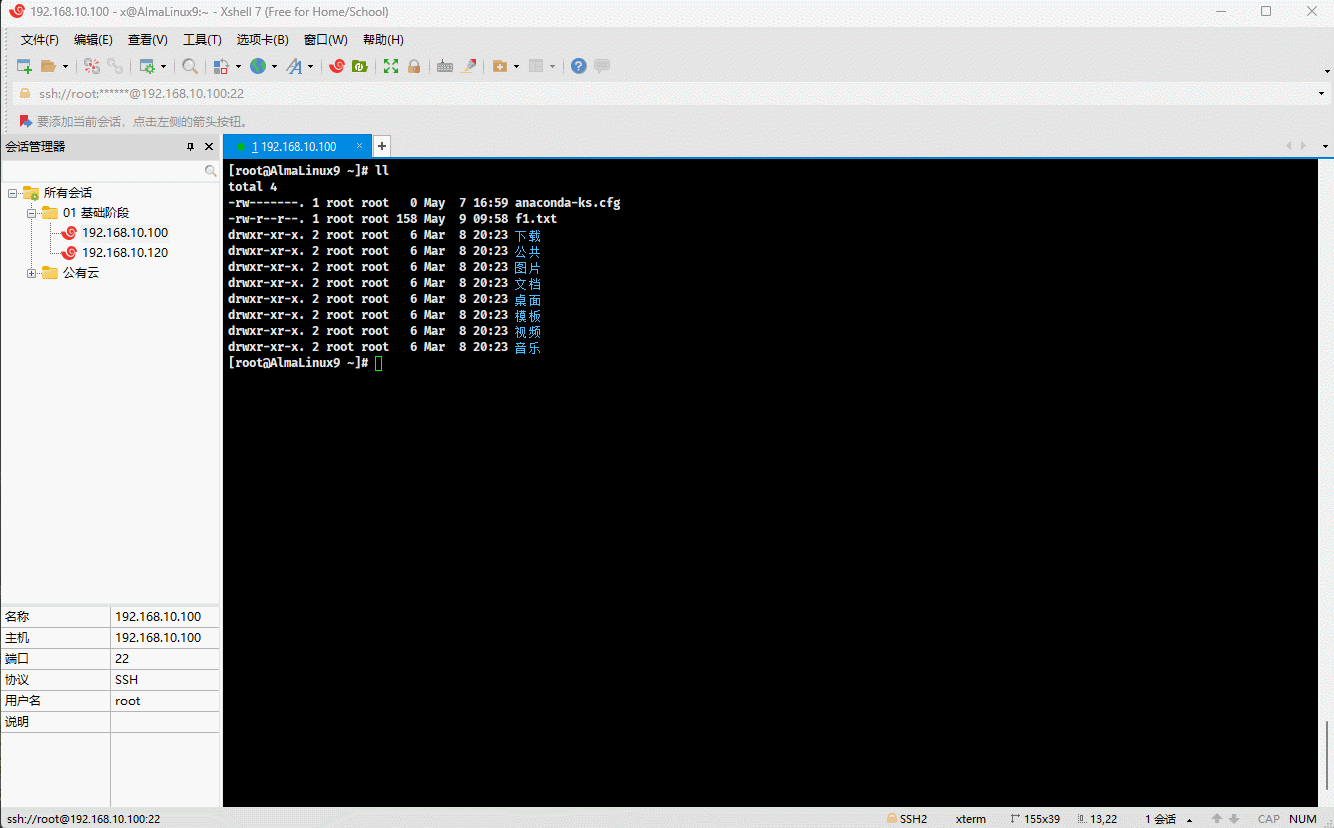 192.168.10.100 - x@AlmaLinux9:~ - Xshell 7 (Free for Home/School)
文件(F) 编辑(E) 查看(V) 工具(T) 选项卡(B) 窗口(W) 帮助(H)
ssh://root:******@192.168.10.100:22
要添加当前会话，点击左侧的箭头按钮。
会话管理器
1 192.168.10.100
所有会话
01 基础阶段
192.168.10.100
192.168.10.120
公有云
[root@AlmaLinux9 ~]# ll
total 4
-rw-------. 1 root root   0 May  7 16:59 anaconda-ks.cfg
-rw-r--r--. 1 root root 158 May  9 09:58 f1.txt
drwxr-xr-x. 2 root root   6 Mar  8 20:23 下载
drwxr-xr-x. 2 root root   6 Mar  8 20:23 公共
drwxr-xr-x. 2 root root   6 Mar  8 20:23 图片
drwxr-xr-x. 2 root root   6 Mar  8 20:23 文档
drwxr-xr-x. 2 root root   6 Mar  8 20:23 桌面
drwxr-xr-x. 2 root root   6 Mar  8 20:23 模板
drwxr-xr-x. 2 root root   6 Mar  8 20:23 视频
drwxr-xr-x. 2 root root   6 Mar  8 20:23 音乐
[root@AlmaLinux9 ~]#
名称 192.168.10.100
主机 192.168.10.100
端口 22
协议 SSH
用户名 root
说明
ssh://root@192.168.10.100:22 SSH2 xterm 155x39 13,22 1 会话 CAP NUM